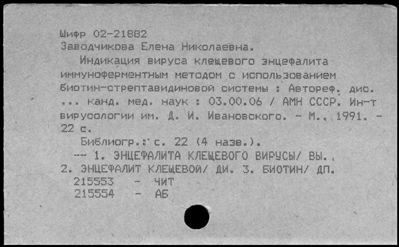 Шифр 02-21882
Заводчикова Елена Николаевна.
Индикация вируса клещевого энцефалита
иммуноферментным методом с использованием
биотин-стрептавидиновой системы : Автореф. дис.
... канд. мед. наук : 03.00.06 / АМН СССР. Ин-т
вирусологии им. Д. И. Ивановского. - М., 1991. -
22 с.
Библиогр.: с. 22 (4 назв.).
-- 1. ЭНЦЕФАЛИТА КЛЕЩЕВОГО ВИРУСЫ/ ВЫ.
2. ЭНЦЕФАЛИТ КЛЕЩЕВОЙ/ ДИ. 3. БИОТИН/ ДП.
215553 - ЧИТ
215554 - АБ